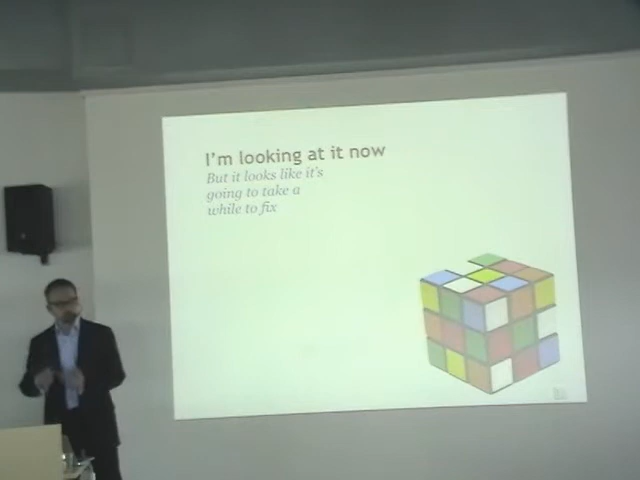 I'm looking at it now
But it looks like it's
going to take a
while to fix